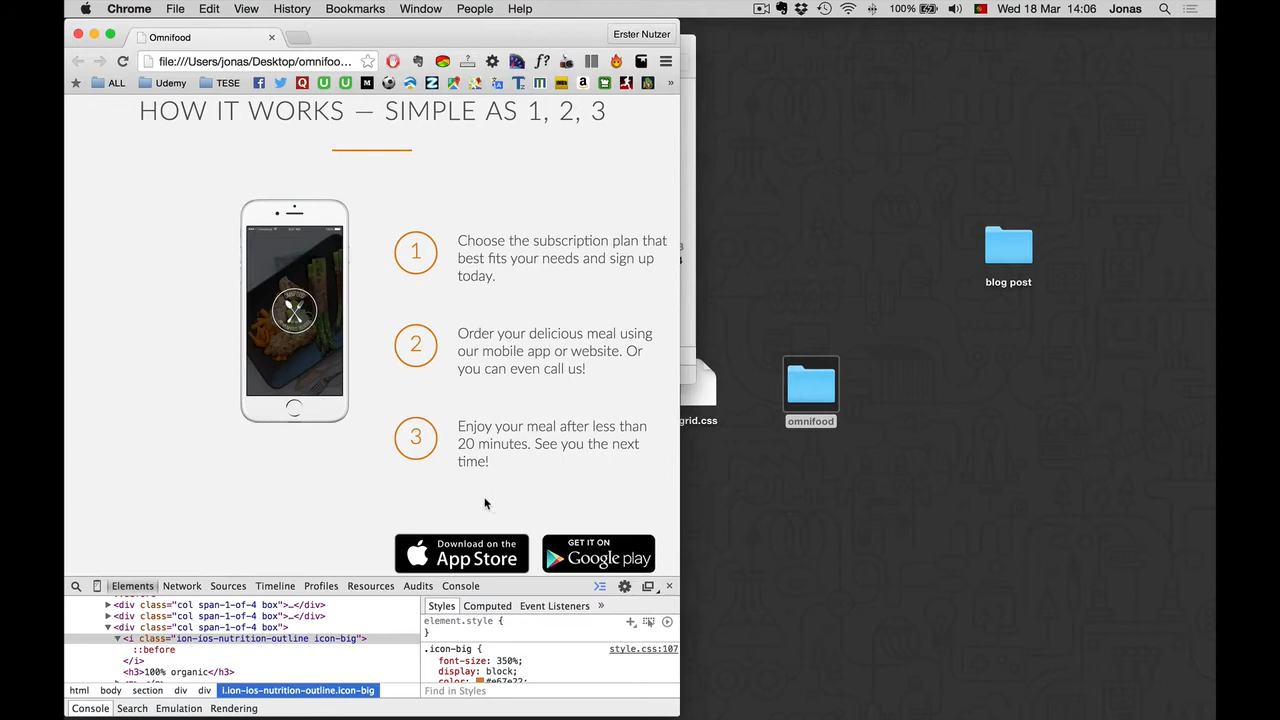 Chrome File Edit View History Bookmarks Window People Help 100% Wed 18 Mar 14:06 Jonas
Omnifood Erster Nutzer
file:///Users/jonas/Desktop/omnifoo... f?
ALL Udemy TESE »
HOW IT WORKS — SIMPLE AS 1, 2, 3
1 Choose the subscription plan that
best fits your needs and sign up
today.
2 Order your delicious meal using
our mobile app or website. Or
you can even call us!
3 Enjoy your meal after less than
20 minutes. See you the next
time!
Download on the
App Store
GET IT ON
Google play
blog post
omnifood
grid.css
Elements Network Sources Timeline Profiles Resources Audits Console
<div class="col span-1-of-4 box">…</div>
<div class="col span-1-of-4 box">…</div>
<div class="col span-1-of-4 box">
<i class="ion-ios-nutrition-outline icon-big">
::before
</i>
<h3>100% organic</h3>
html body section div div i.ion-ios-nutrition-outline.icon-big
Styles Computed Event Listeners »
element.style {
}
.icon-big { style.css:107
font-size: 350%;
display: block;
color: #e67e22;
Find in Styles
Console Search Emulation Rendering